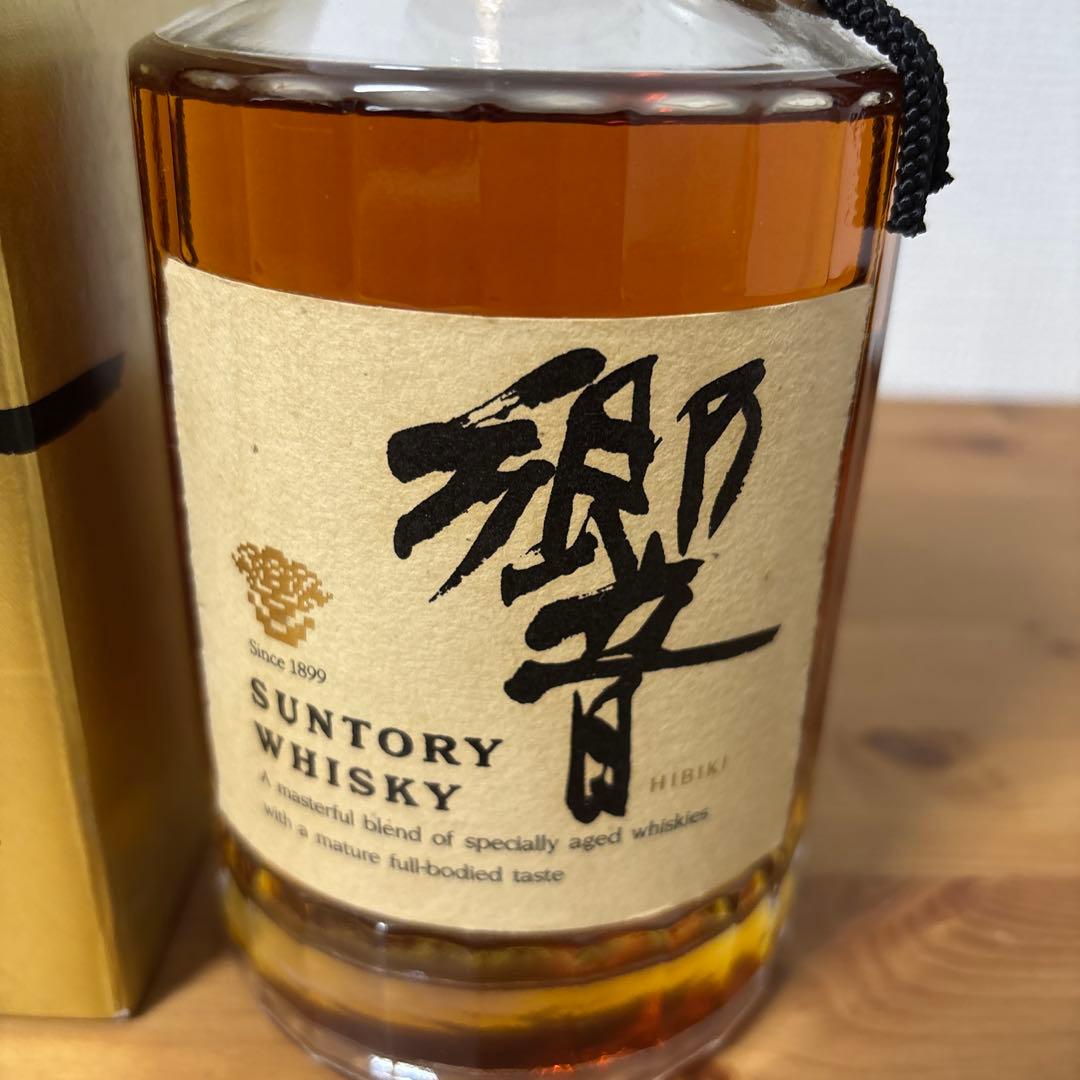 響
Since 1899
SUNTORY
WHISKY
HIBIKI
A masterful blend of specially aged whiskies
with a mature full-bodied taste